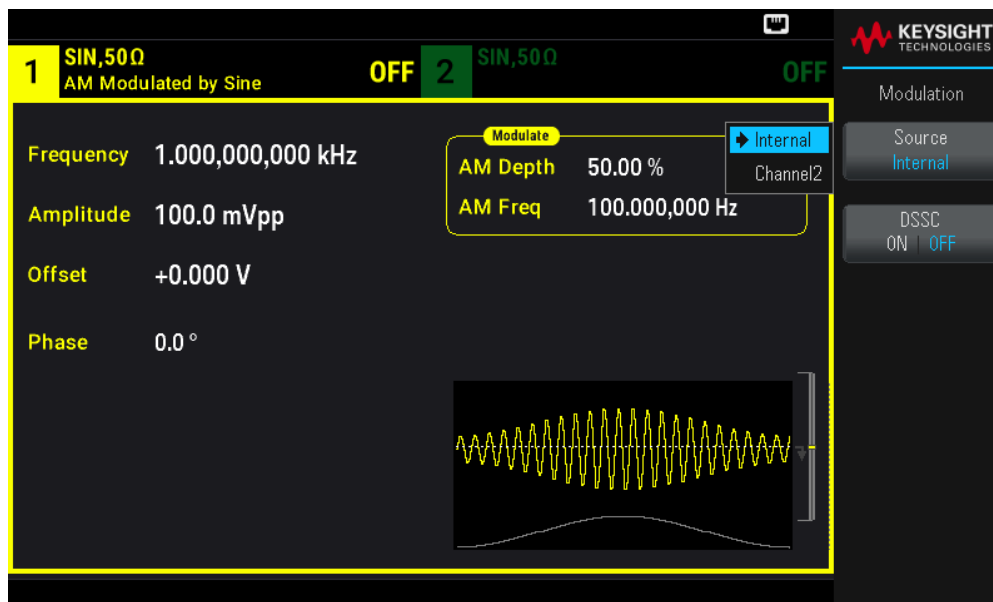 KEYSIGHT
TECHNOLOGIES
1
SIN,50Ω
AM Modulated by Sine
OFF
2
SIN,50Ω
OFF
Modulation
Frequency 1.000,000,000 kHz
Amplitude 100.0 mVpp
Offset +0.000 V
Phase 0.0 °
Modulate
AM Depth 50.00 %
AM Freq 100.000,000 Hz
Internal
Channel2
Source
Internal
DSSC
ON | OFF